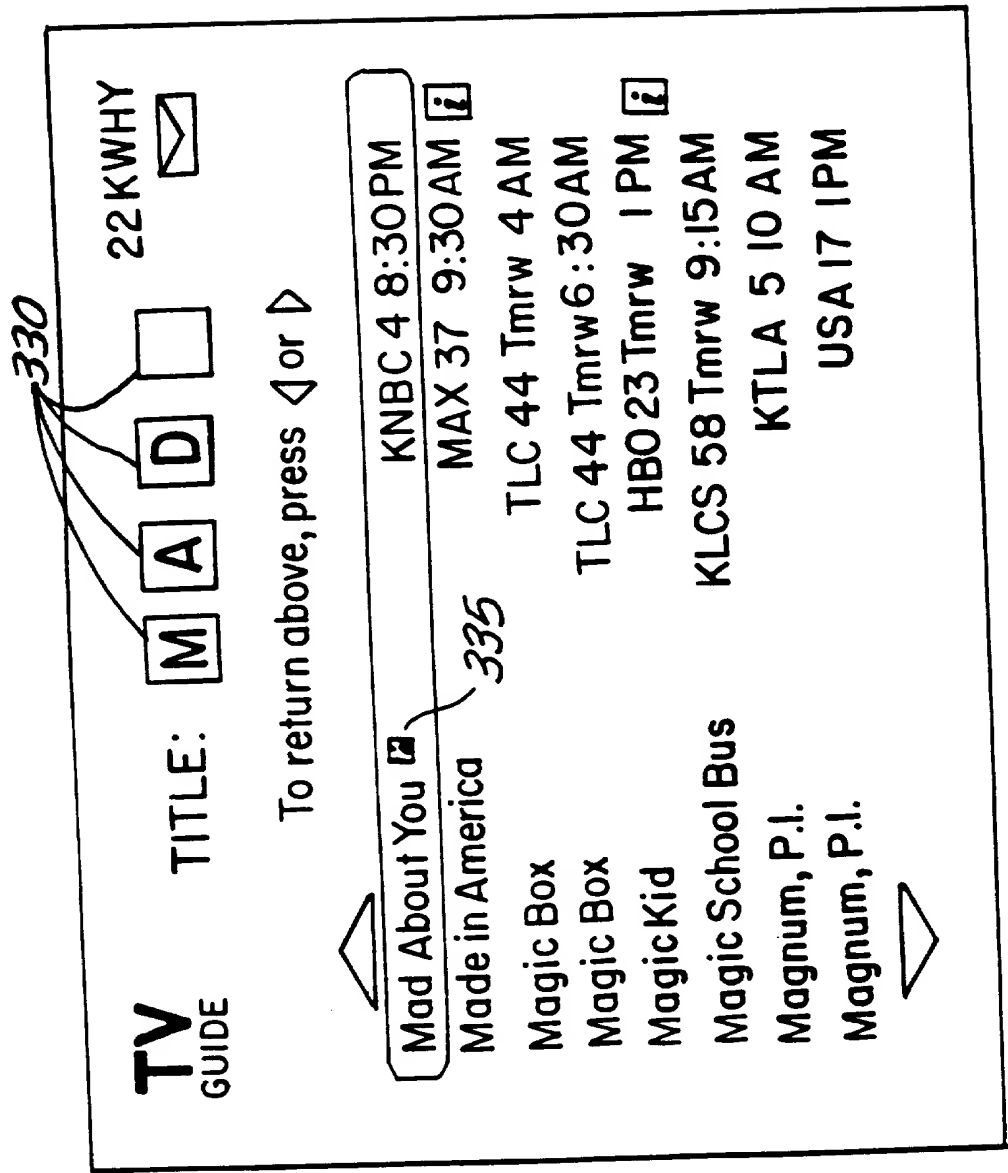 330
TV GUIDE TITLE: M A D 22 KWHY
To return above, press ◁ or ▷
Mad About You KNBC 4 8:30PM
335
Made in America MAX 37 9:30AM i
Magic Box TLC 44 Tmrw 4 AM
Magic Box TLC 44 Tmrw 6:30AM
Magic Kid HBO 23 Tmrw 1 PM i
Magic School Bus KLCS 58 Tmrw 9:15AM
Magnum, P.I. KTLA 5 10 AM
Magnum, P.I. USA 17 1PM